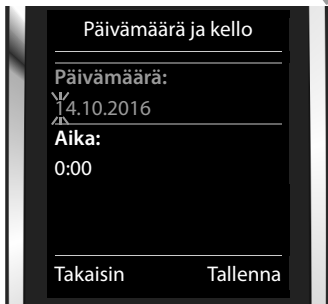 Päivämäärä ja kello
Päivämäärä:
14.10.2016
Aika:
0:00
Takaisin Tallenna